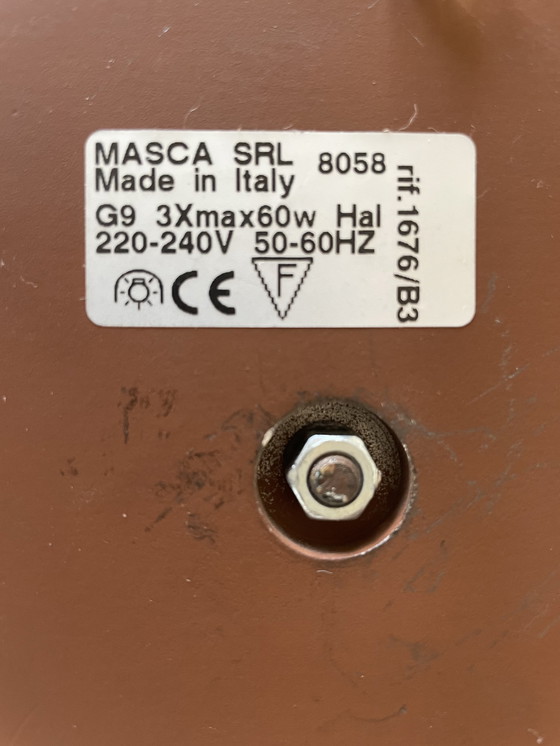 MASCA SRL 8058
Made in Italy
G9 3Xmax60w Hal
220-240V 50-60HZ
CE F
rif.1676/B3